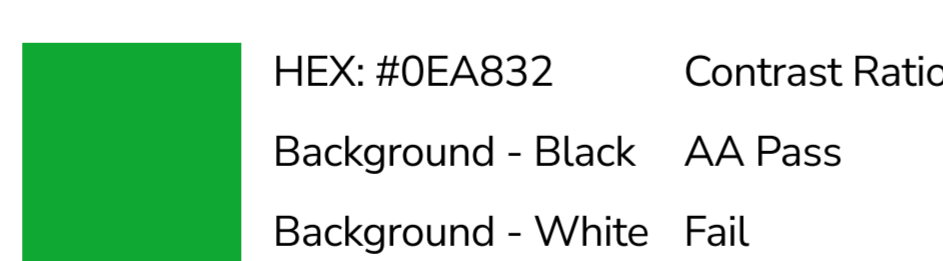 HEX: #0EA832 Contrast Ratio
Background - Black AA Pass
Background - White Fail